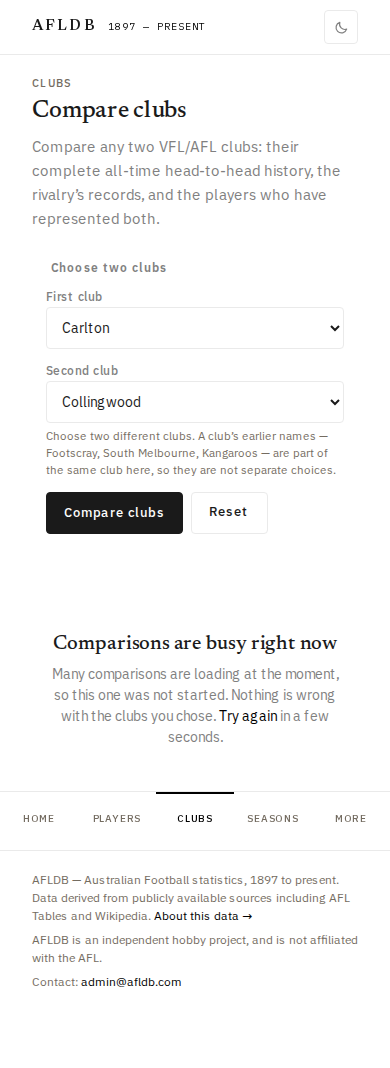 AFLDB 1897 — PRESENT
CLUBS
Compare clubs
Compare any two VFL/AFL clubs: their
complete all-time head-to-head history, the
rivalry’s records, and the players who have
represented both.
Choose two clubs
First club
Carlton
Second club
Collingwood
Choose two different clubs. A club’s earlier names —
Footscray, South Melbourne, Kangaroos — are part of
the same club here, so they are not separate choices.
Compare clubs Reset
Comparisons are busy right now
Many comparisons are loading at the moment,
so this one was not started. Nothing is wrong
with the clubs you chose. Try again in a few
seconds.
HOME PLAYERS CLUBS SEASONS MORE
AFLDB — Australian Football statistics, 1897 to present.
Data derived from publicly available sources including AFL
Tables and Wikipedia. About this data →
AFLDB is an independent hobby project, and is not affiliated
with the AFL.
Contact: admin@afldb.com